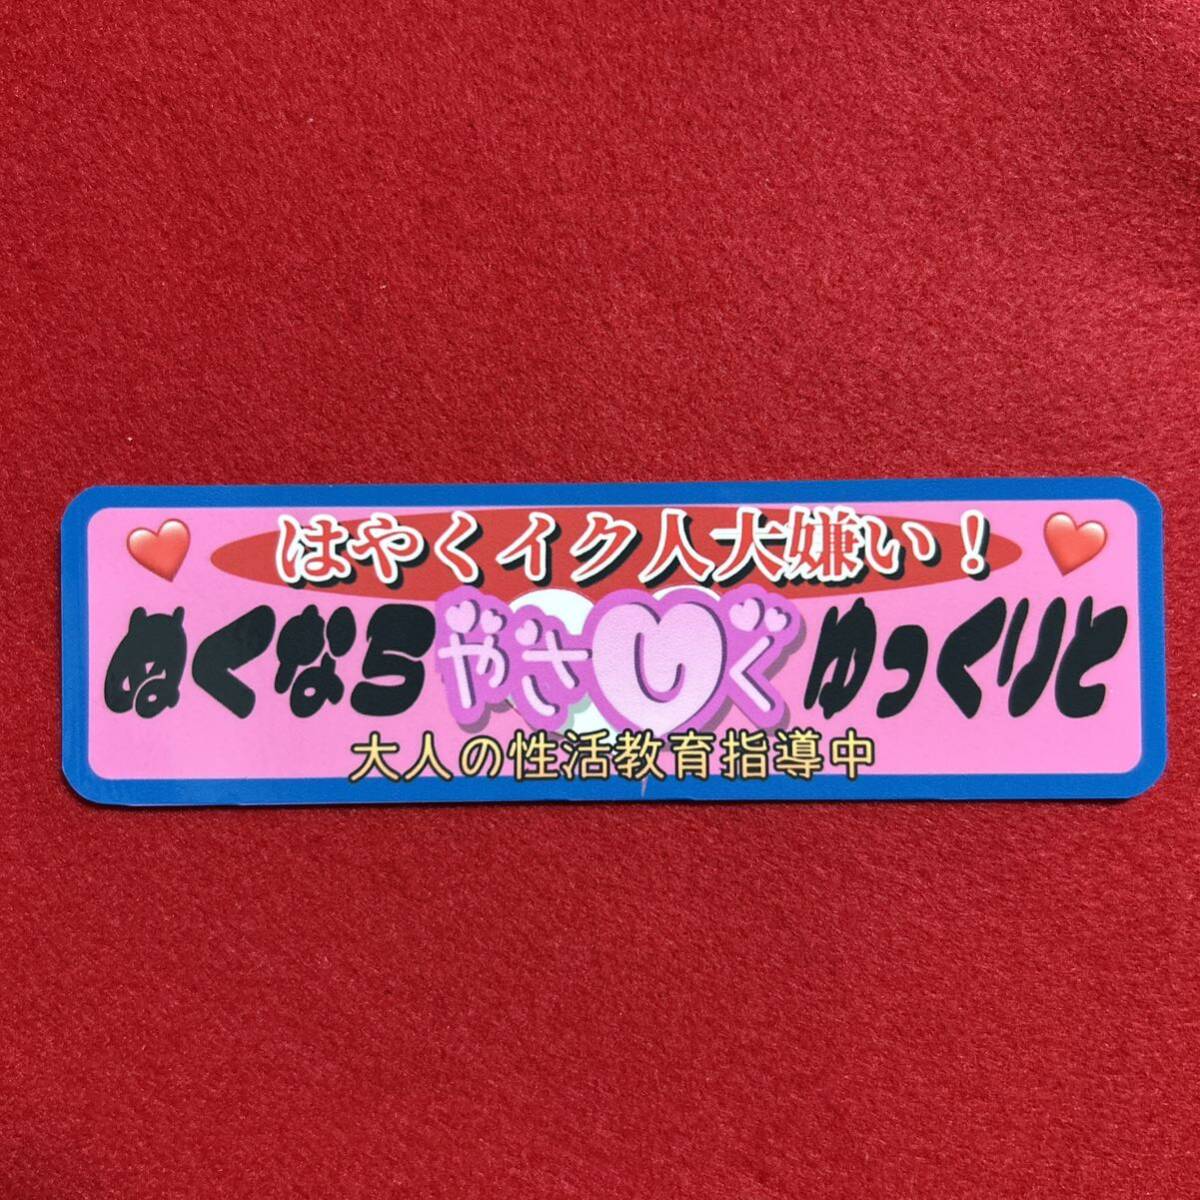 はやくイク人大嫌い！
ぬくならやさしぐゆっくりと
大人の性活教育指導中